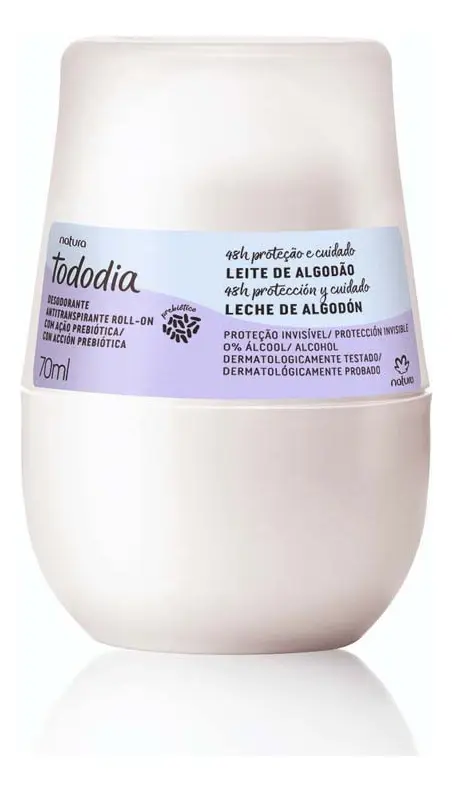 natura
tododia
DESODORANTE
ANTITRANSPIRANTE ROLL-ON
COM AÇÃO PREBIÓTICA/
CON ACCIÓN PREBIÓTICA
70ml
prebiótico
48h proteção e cuidado
LEITE DE ALGODÃO
48h protección y cuidado
LECHE DE ALGODÓN
PROTEÇÃO INVISÍVEL/ PROTECCIÓN INVISIBLE
0% ÁLCOOL/ ALCOHOL
DERMATOLOGICAMENTE TESTADO/
DERMATOLÓGICAMENTE PROBADO
natura